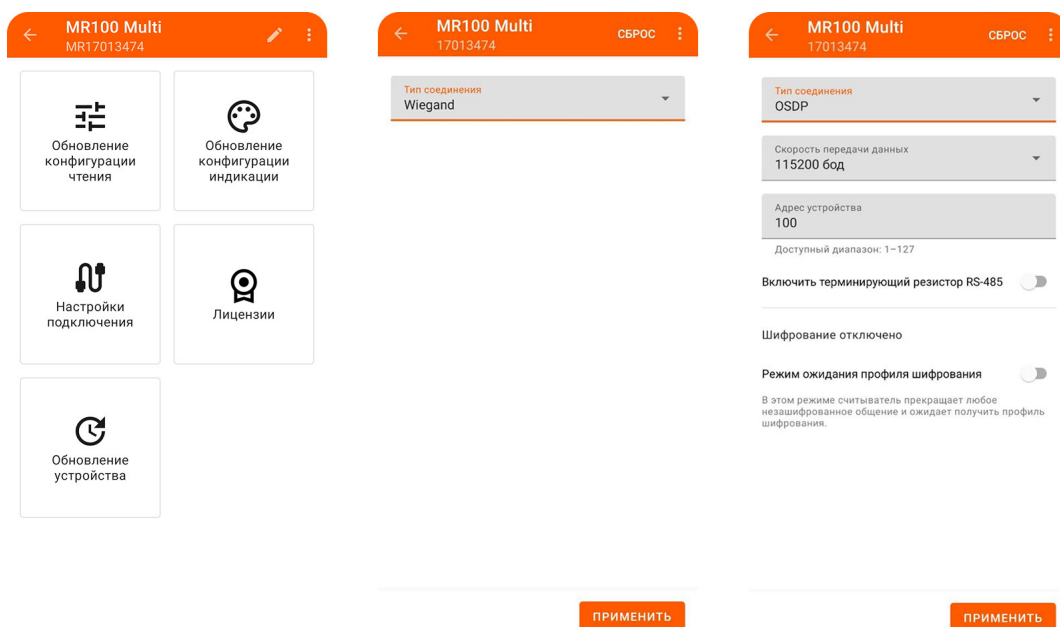 MR100 Multi
MR17013474
Обновление
конфигурации
чтения
Обновление
конфигурации
индикации
Настройки
подключения
Лицензии
Обновление
устройства
MR100 Multi
17013474
СБРОС
Тип соединения
Wiegand
ПРИМЕНИТЬ
MR100 Multi
17013474
СБРОС
Тип соединения
OSDP
Скорость передачи данных
115200 бод
Адрес устройства
100
Доступный диапазон: 1–127
Включить терминирующий резистор RS-485
Шифрование отключено
Режим ожидания профиля шифрования
В этом режиме считыватель прекращает любое
незашифрованное общение и ожидает получить профиль
шифрования.
ПРИМЕНИТЬ